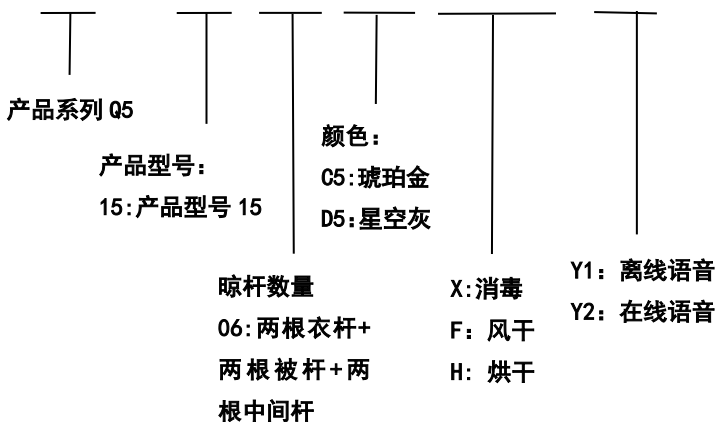 产品系列 Q5
产品型号：
15:产品型号 15
晾杆数量
06:两根衣杆+
两根被杆+两
根中间杆
颜色：
C5:琥珀金
D5:星空灰
X:消毒
F：风干
H: 烘干
Y1：离线语音
Y2：在线语音